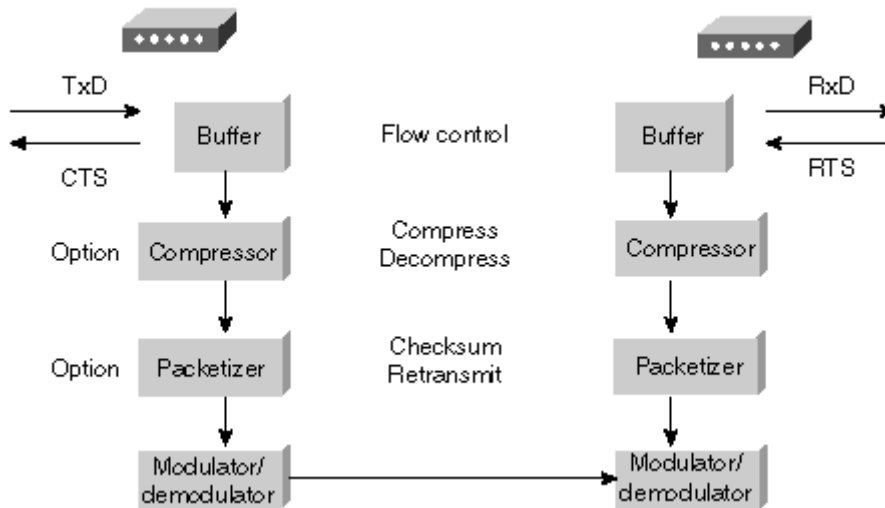 TxD
RxD
Buffer
Flow control
Buffer
CTS
RTS
Option
Compressor
Compress
Decompress
Compressor
Option
Packetizer
Checksum
Retransmit
Packetizer
Modulator/
demodulator
Modulator/
demodulator